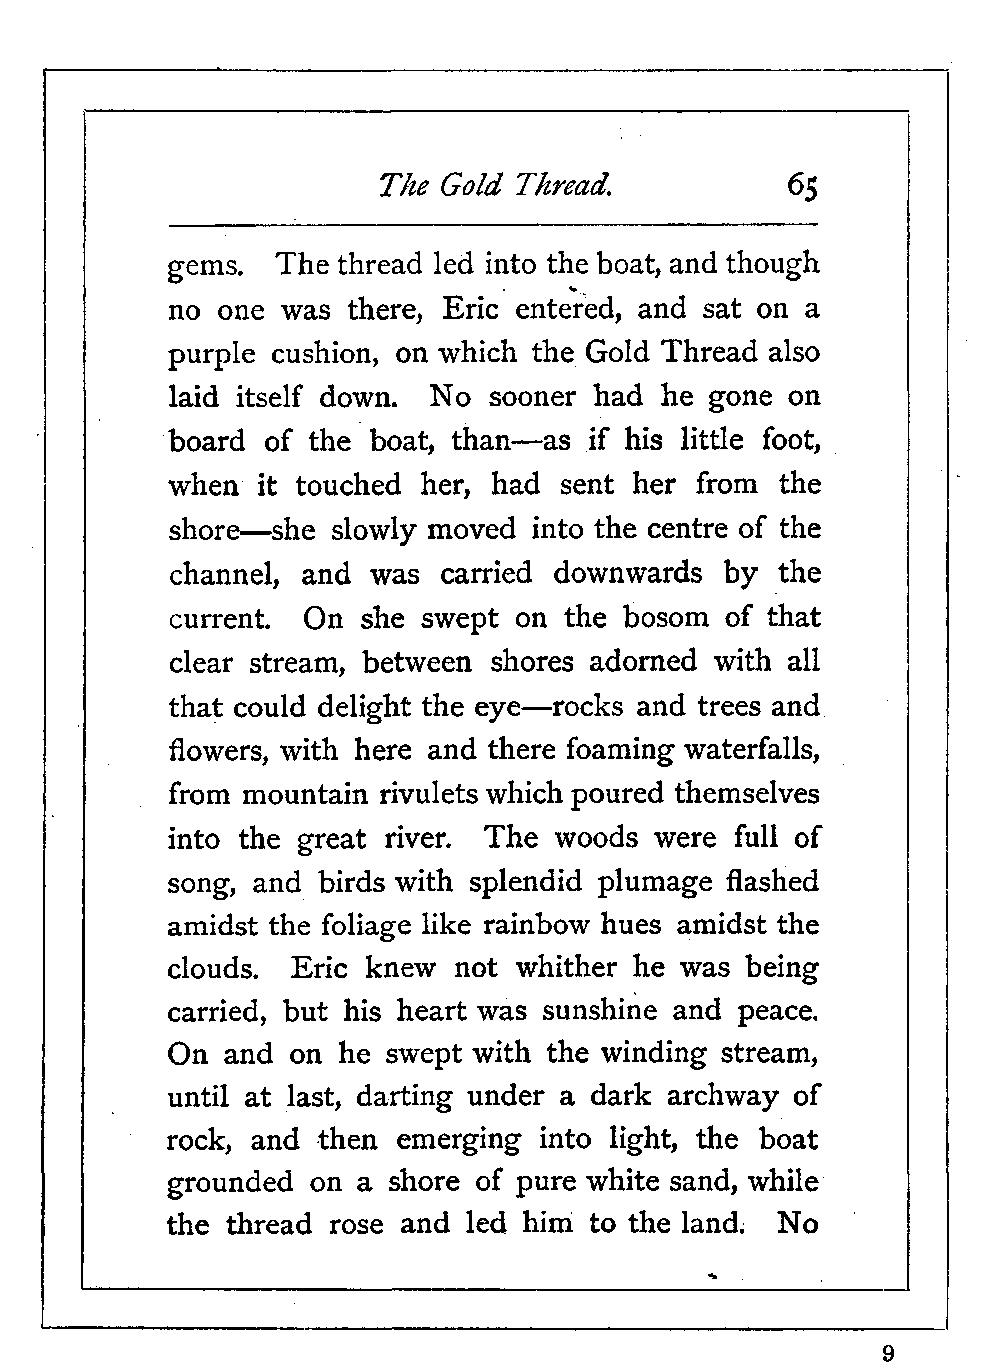 The Gold Thread. 65
gems. The thread led into the boat, and though
no one was there, Eric entered, and sat on a
purple cushion, on which the Gold Thread also
laid itself down. No sooner had he gone on
board of the boat, than—as if his little foot,
when it touched her, had sent her from the
shore—she slowly moved into the centre of the
channel, and was carried downwards by the
current. On she swept on the bosom of that
clear stream, between shores adorned with all
that could delight the eye—rocks and trees and
flowers, with here and there foaming waterfalls,
from mountain rivulets which poured themselves
into the great river. The woods were full of
song, and birds with splendid plumage flashed
amidst the foliage like rainbow hues amidst the
clouds. Eric knew not whither he was being
carried, but his heart was sunshine and peace.
On and on he swept with the winding stream,
until at last, darting under a dark archway of
rock, and then emerging into light, the boat
grounded on a shore of pure white sand, while
the thread rose and led him to the land. No
9